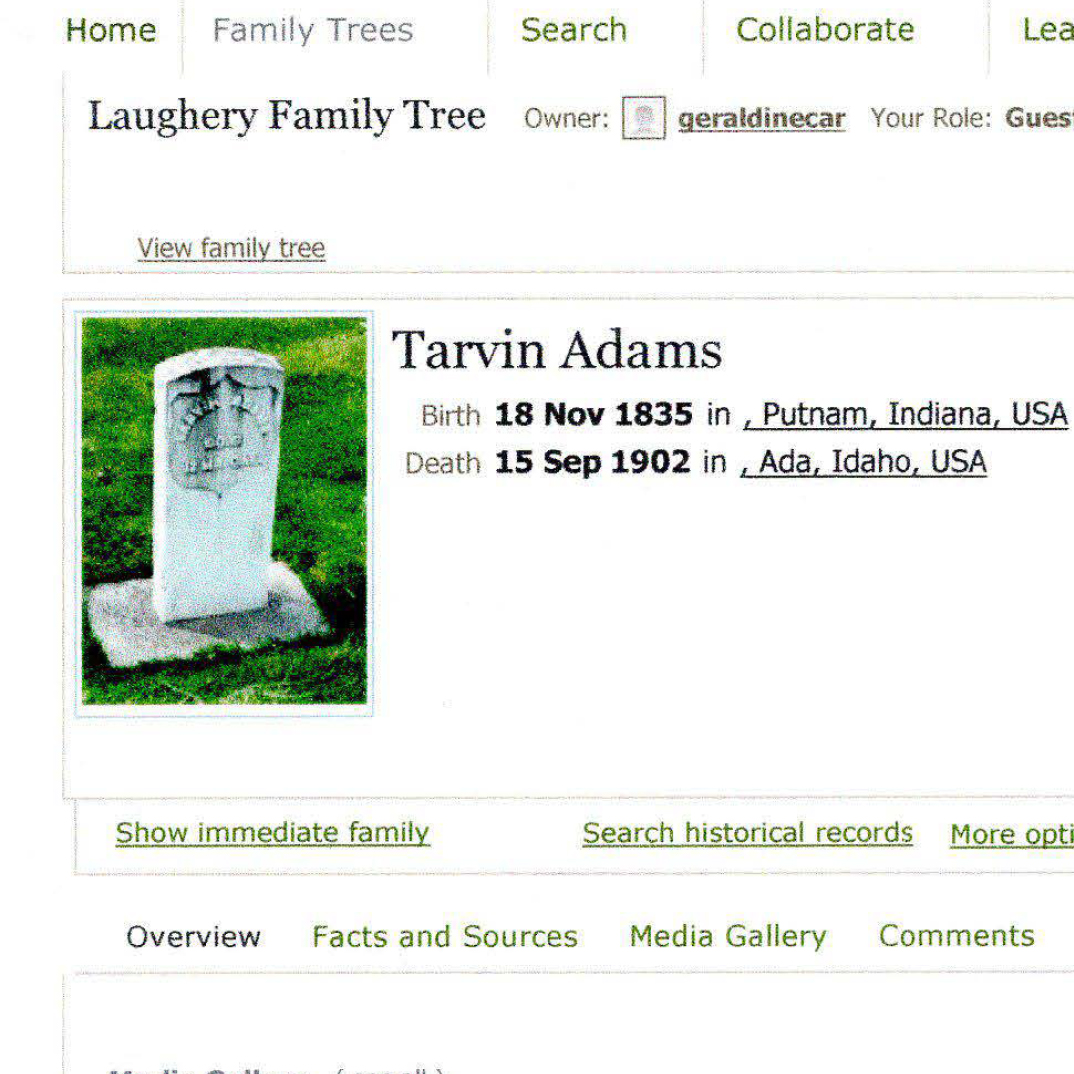 Home Family Trees Search Collaborate Lea
Laughery Family Tree Owner: geraldinecar Your Role: Gues
View family tree
Tarvin Adams
Birth 18 Nov 1835 in , Putnam, Indiana, USA
Death 15 Sep 1902 in , Ada, Idaho, USA
Show immediate family Search historical records More opti
Overview Facts and Sources Media Gallery Comments